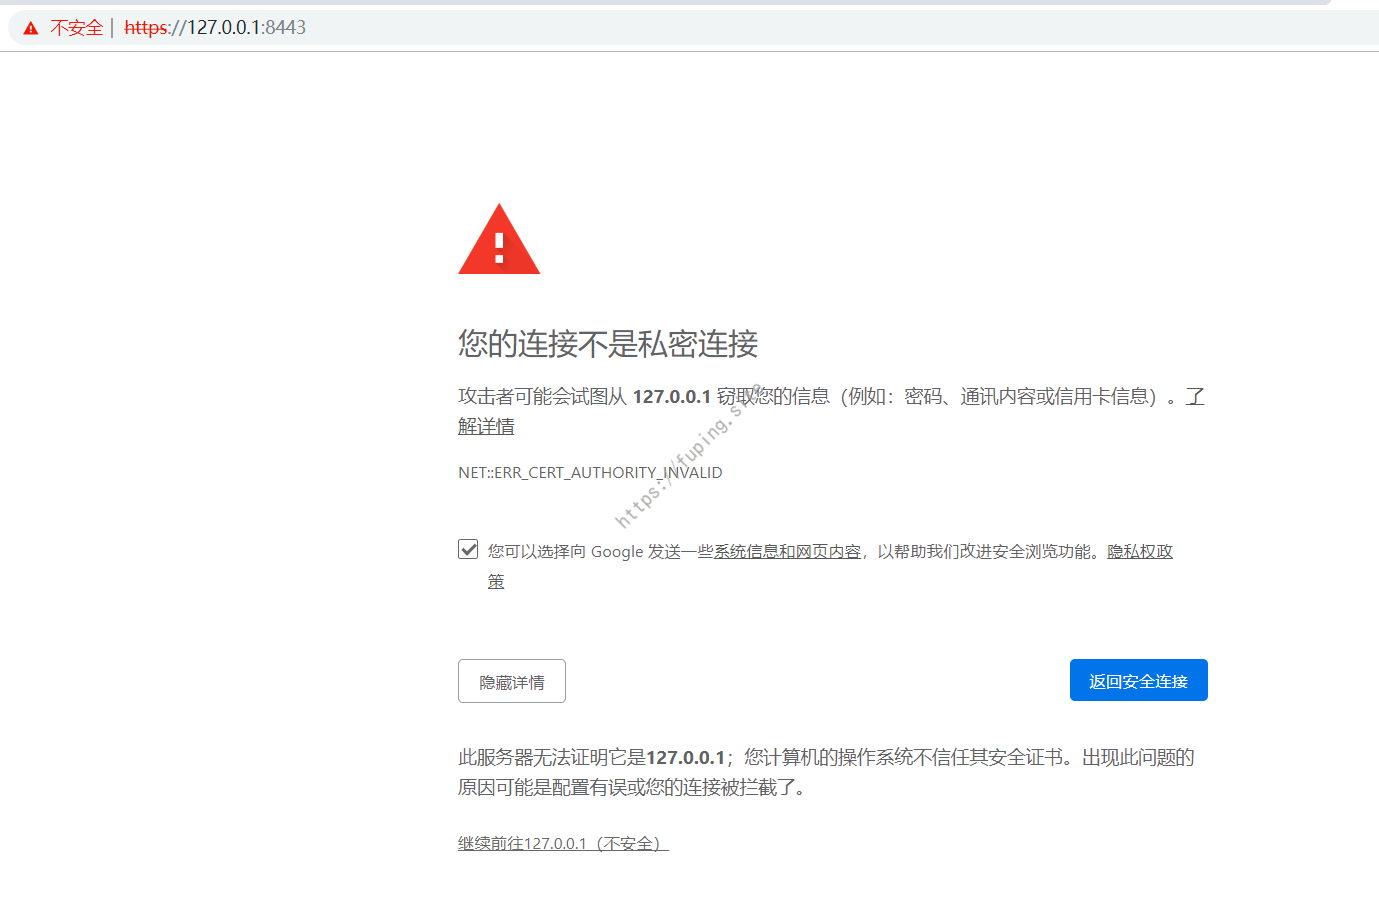 不安全 | https://127.0.0.1:8443
您的连接不是私密连接
攻击者可能会试图从 127.0.0.1 窃取您的信息（例如：密码、通讯内容或信用卡信息）。了
解详情
NET::ERR_CERT_AUTHORITY_INVALID
https://fuping.site
您可以选择向 Google 发送一些系统信息和网页内容，以帮助我们改进安全浏览功能。隐私权政
策
隐藏详情
返回安全连接
此服务器无法证明它是127.0.0.1；您计算机的操作系统不信任其安全证书。出现此问题的
原因可能是配置有误或您的连接被拦截了。
继续前往127.0.0.1（不安全）